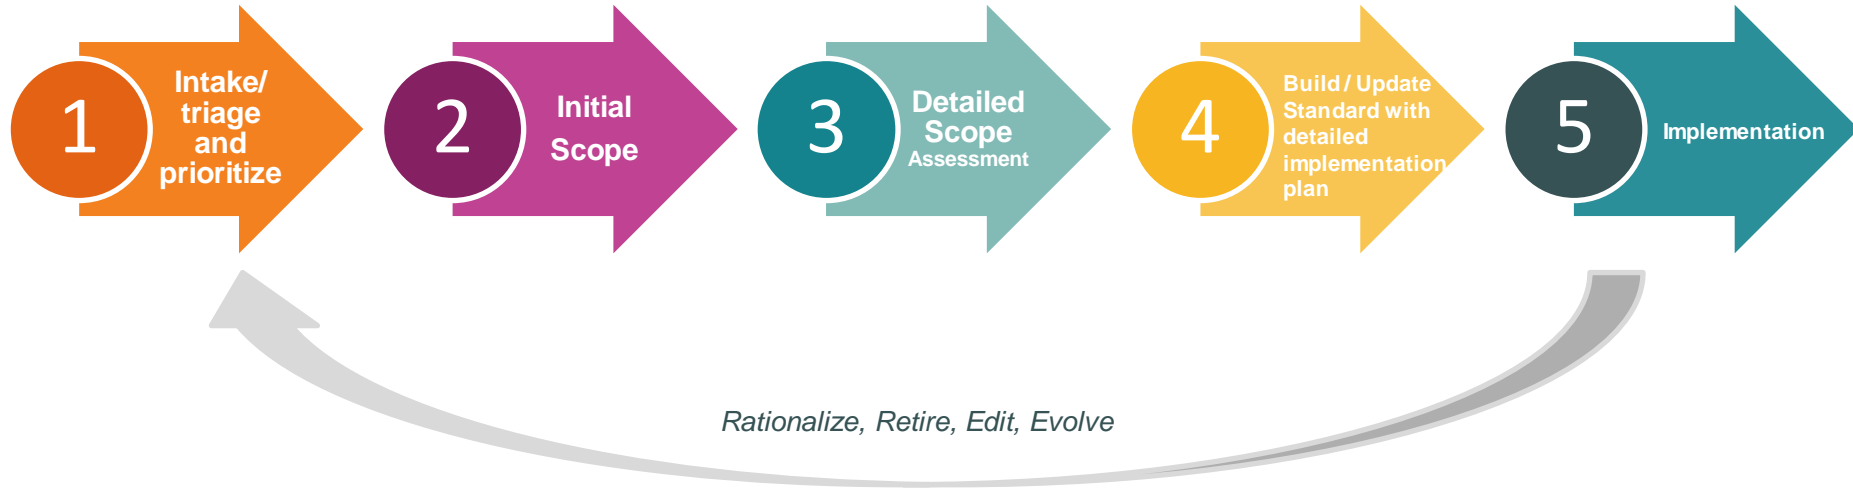 1
Intake/
triage
and
prioritize
2
Initial
Scope
3
Detailed
Scope
Assessment
4
Build / Update
Standard with
detailed
implementation
plan
5
Implementation
Rationalize, Retire, Edit, Evolve